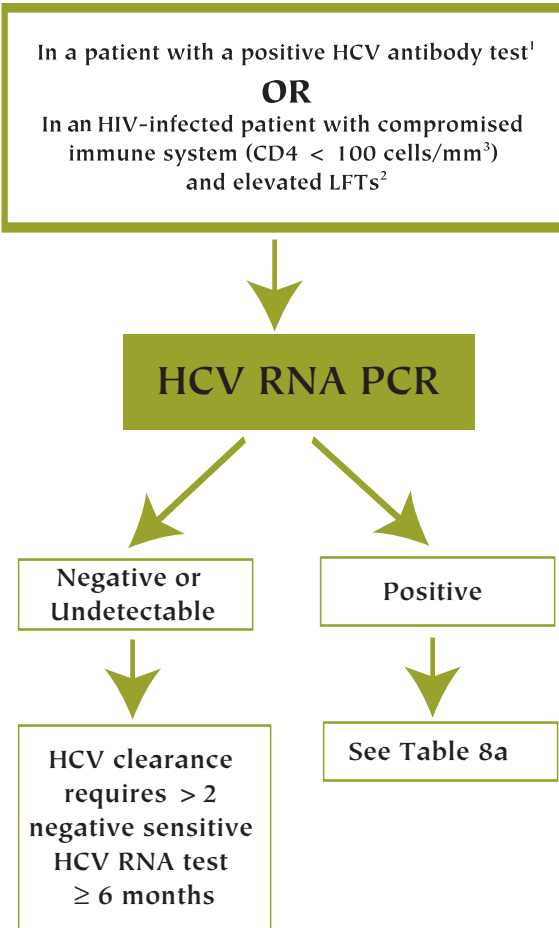 In a patient with a positive HCV antibody test¹
OR
In an HIV-infected patient with compromised
immune system (CD4 < 100 cells/mm³)
and elevated LFTs²
HCV RNA PCR
Negative or
Undetectable
Positive
HCV clearance
requires > 2
negative sensitive
HCV RNA test
≥ 6 months
See Table 8a